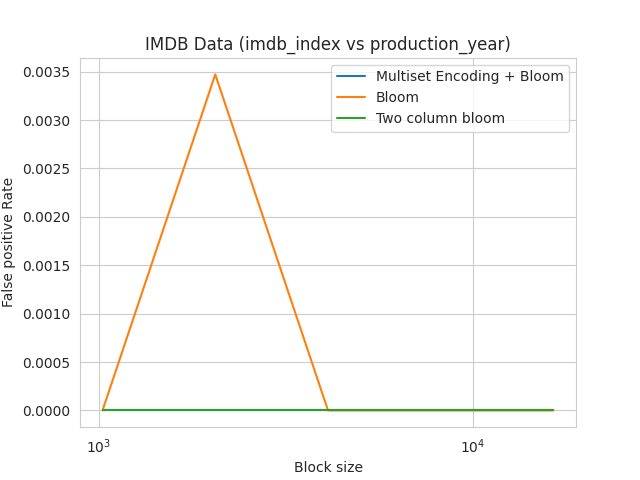 IMDB Data (imdb_index vs production_year)
Multiset Encoding + Bloom
Bloom
Two column bloom
False positive Rate
0.0035
0.0030
0.0025
0.0020
0.0015
0.0010
0.0005
0.0000
10³ 10⁴
Block size